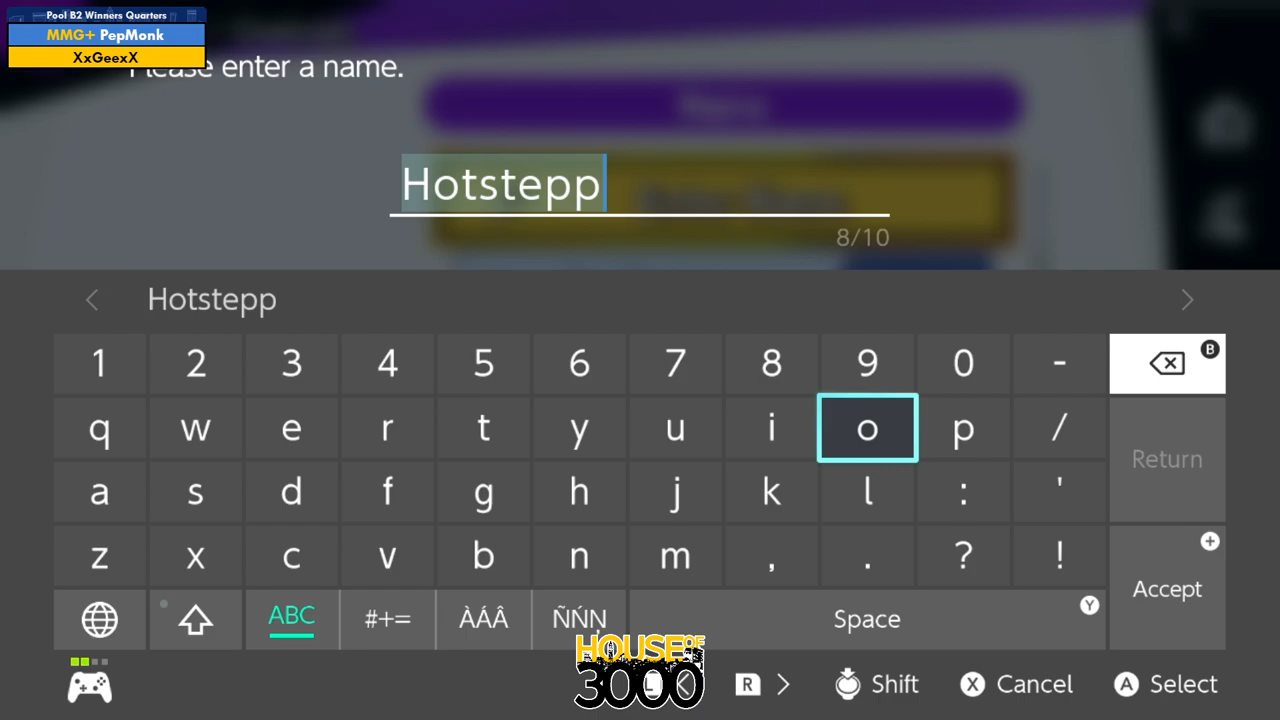 Pool B2 Winners Quarters
MMG+ PepMonk
XxGeexX
Please enter a name.
Hotstepp
8/10
Hotstepp
1 2 3 4 5 6 7 8 9 0 - B
q w e r t y u i o p / Return
a s d f g h j k l : '
z x c v b n m , . ? ! Accept
ABC #+= ÀÁÂ ÑŃŅ Space Y
HOUSE OF
3000
L R Shift X Cancel A Select